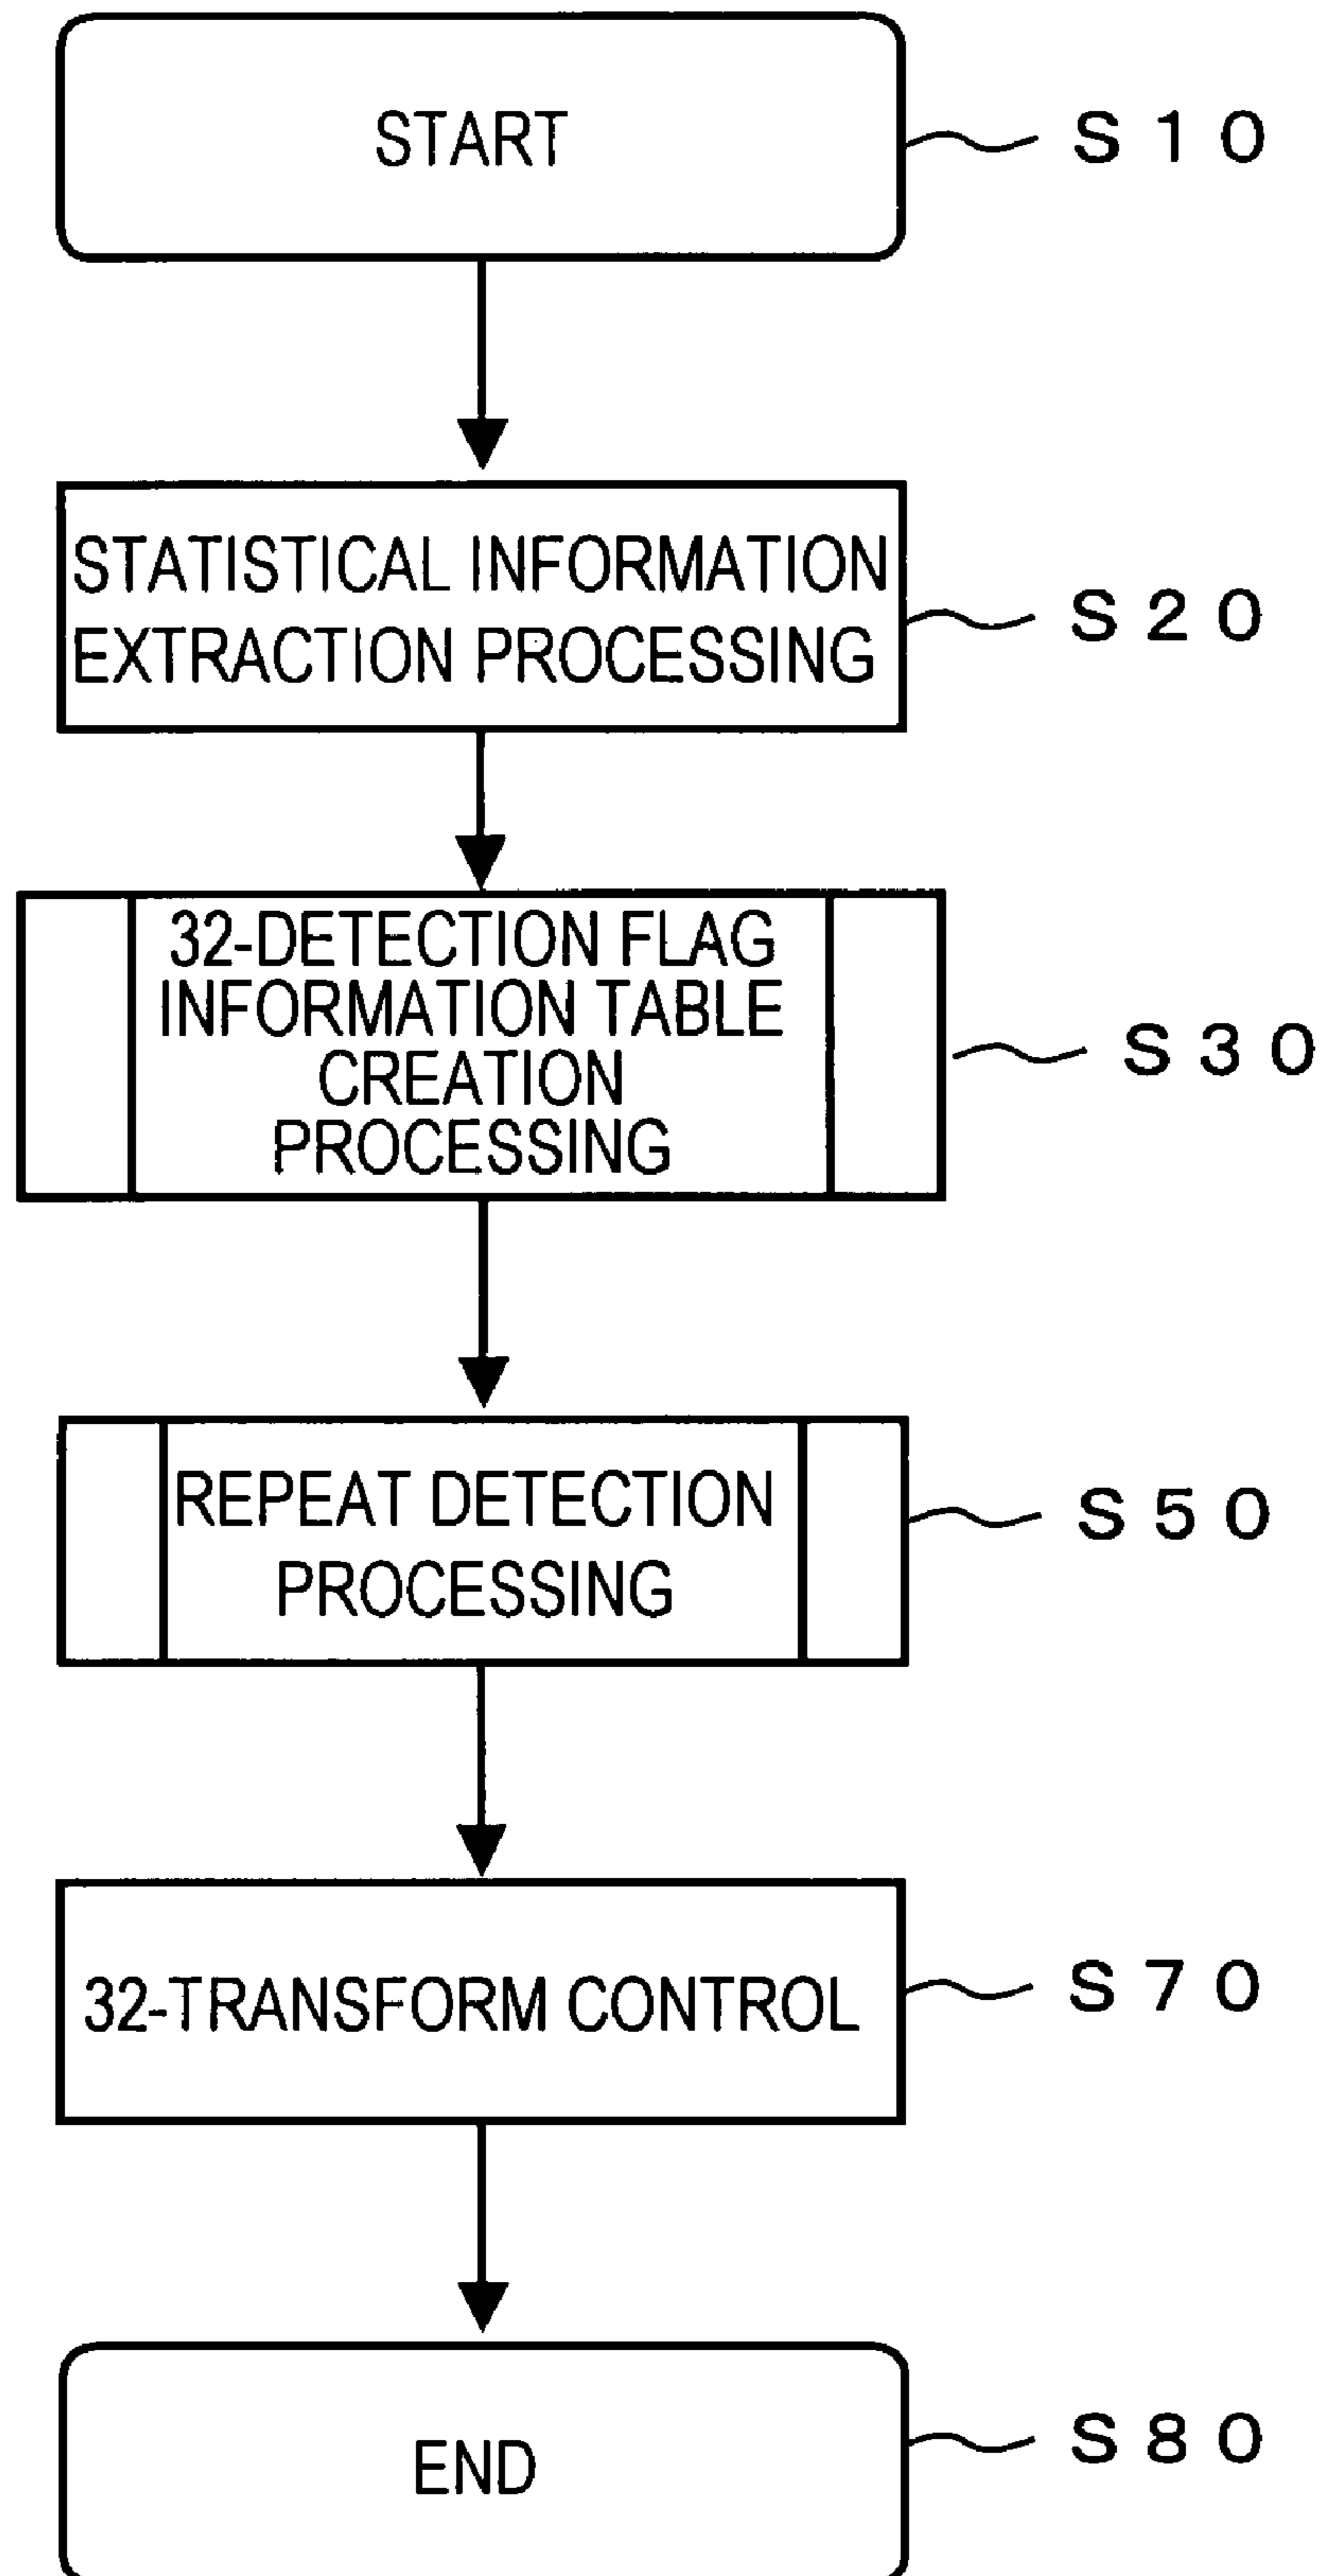 START
S10
STATISTICAL INFORMATION
EXTRACTION PROCESSING
S20
32-DETECTION FLAG
INFORMATION TABLE
CREATION
PROCESSING
S30
REPEAT DETECTION
PROCESSING
S50
32-TRANSFORM CONTROL
S70
END
S80